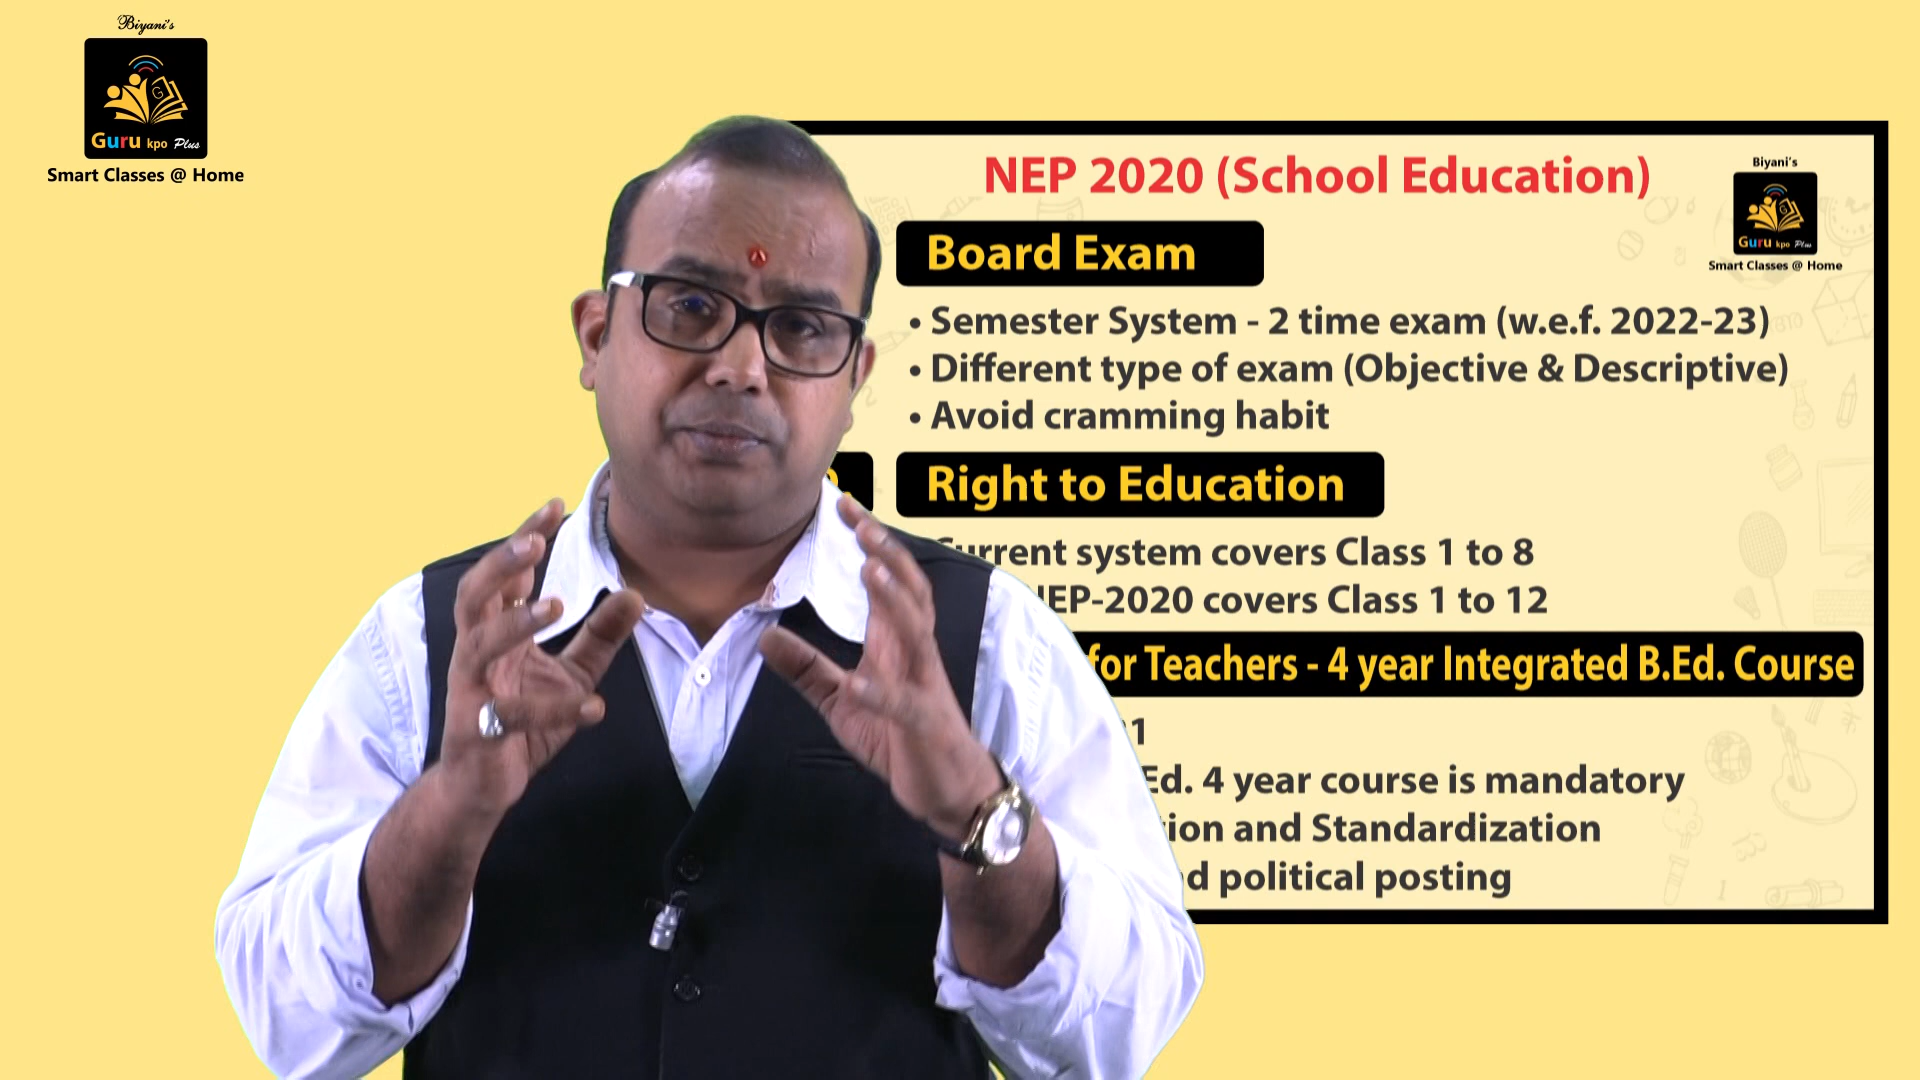 Biyani's
Guru kpo Plus
Smart Classes @ Home
NEP 2020 (School Education)
Biyani's
Guru kpo Plus
Smart Classes @ Home
Board Exam
• Semester System - 2 time exam (w.e.f. 2022-23)
• Different type of exam (Objective & Descriptive)
• Avoid cramming habit
Right to Education
Current system covers Class 1 to 8
NEP-2020 covers Class 1 to 12
for Teachers - 4 year Integrated B.Ed. Course
1
Ed. 4 year course is mandatory
and Standardization
political posting